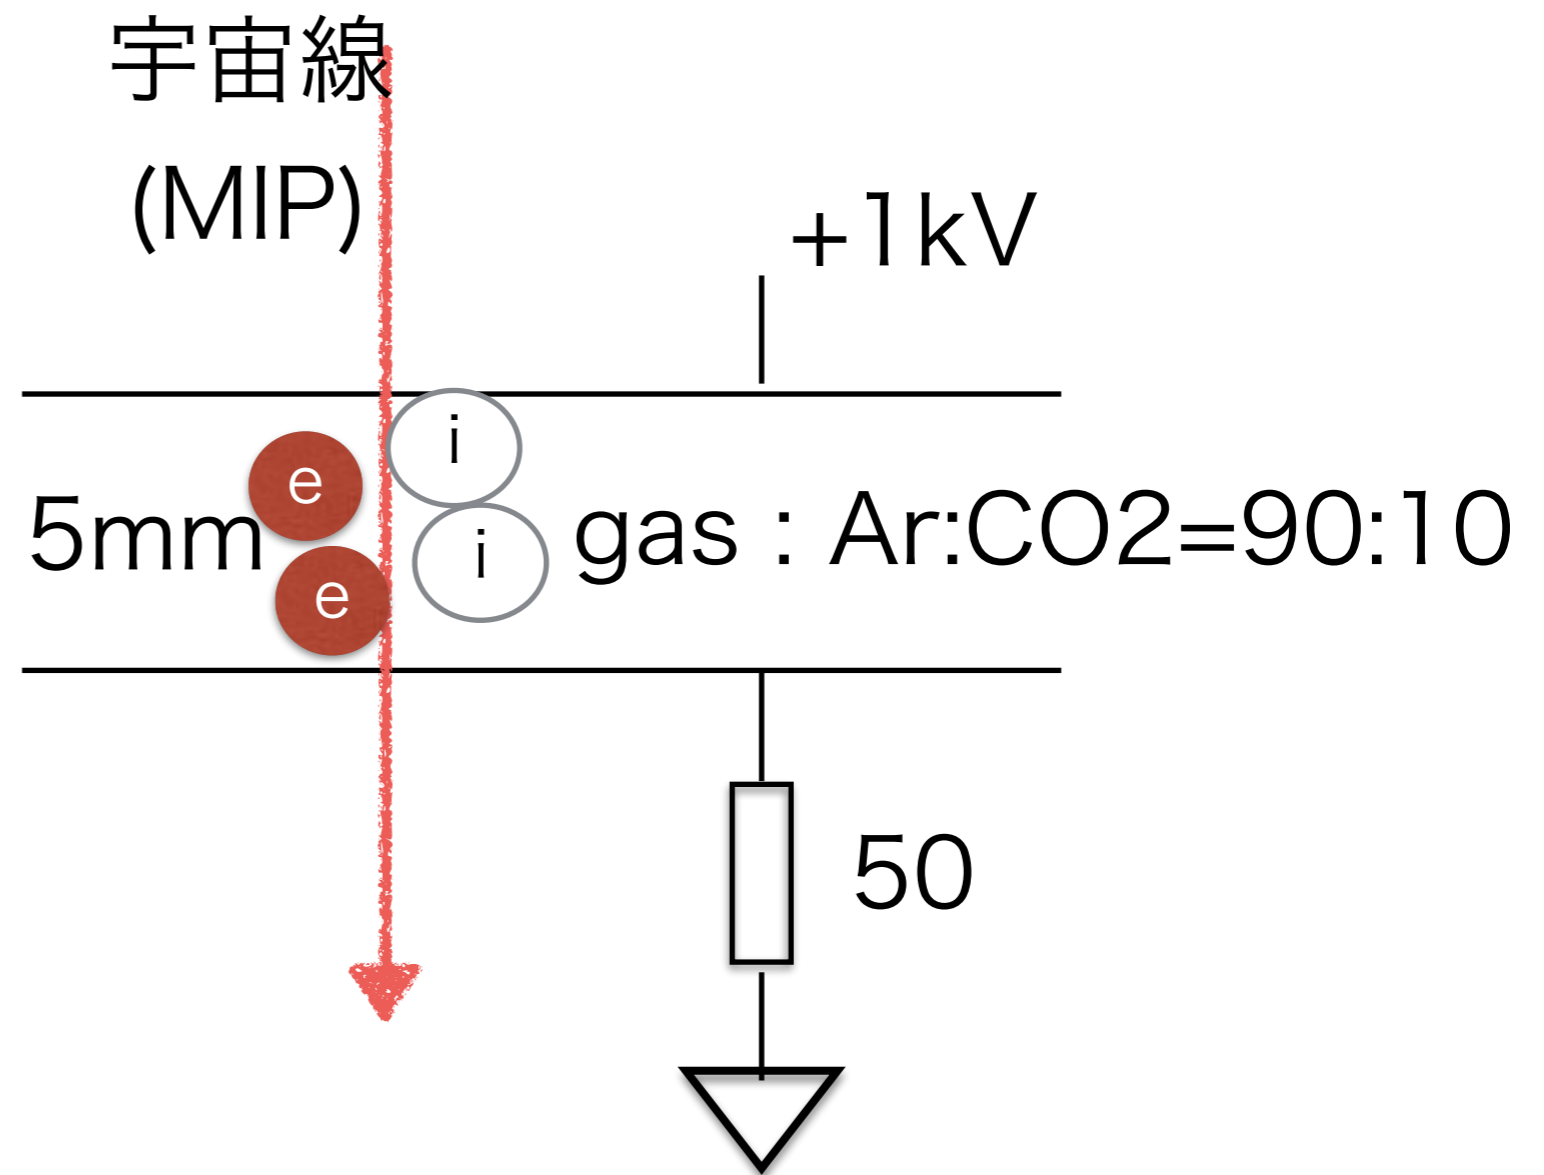 宇宙線
(MIP)
+1kV
e
i
5mm
e
i
gas : Ar:CO2=90:10
50